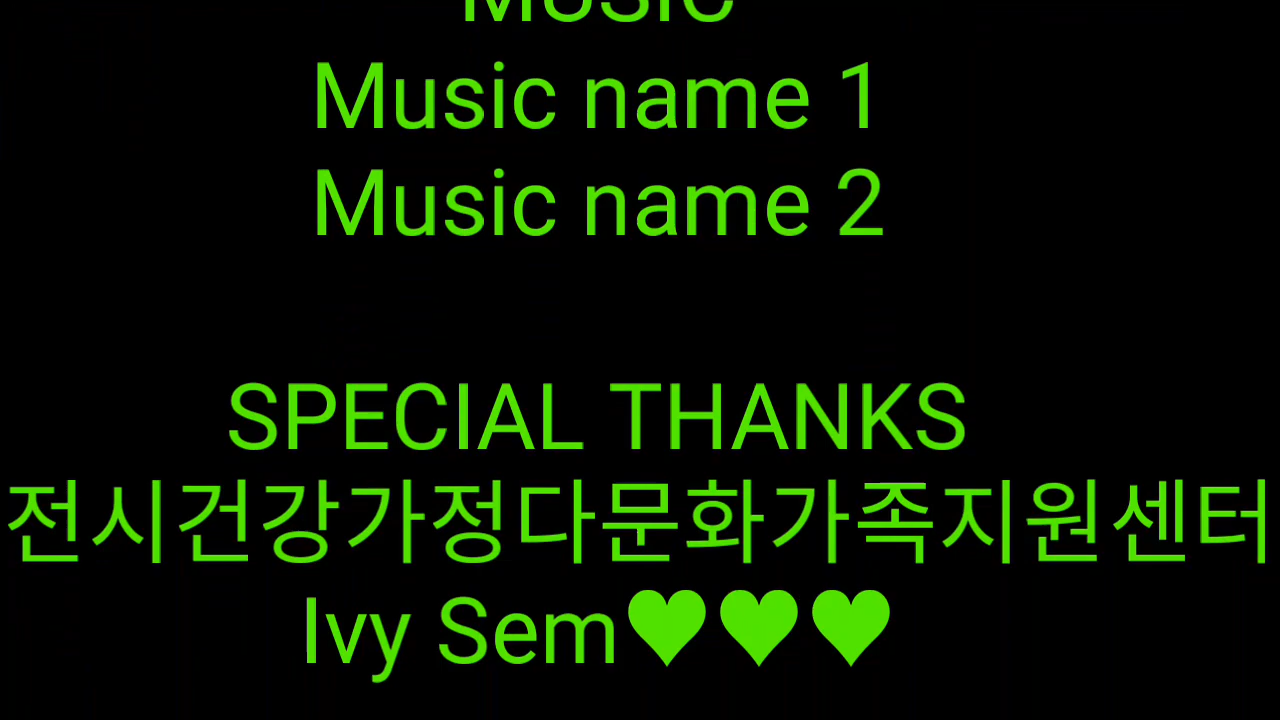 MUSIC
Music name 1
Music name 2
SPECIAL THANKS
전시건강가정다문화가족지원센터
Ivy Sem♥♥♥